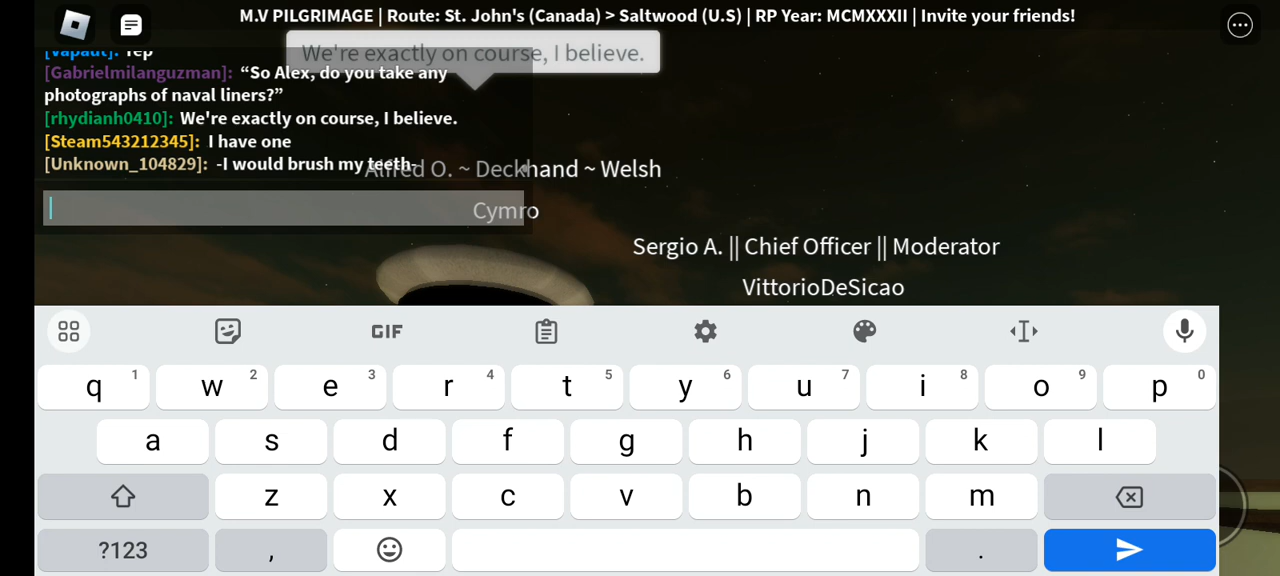 M.V PILGRIMAGE | Route: St. John's (Canada) > Saltwood (U.S) | RP Year: MCMXXXII | Invite your friends!
We're exactly on course, I believe.
[Vapaut]: Yep
[Gabrielmilanguzman]: “So Alex, do you take any
photographs of naval liners?”
[rhydianh0410]: We're exactly on course, I believe.
[Steam543212345]: I have one
[Unknown_104829]: -I would brush my teeth-
Alfred O. ~ Deckhand ~ Welsh
Cymro
Sergio A. || Chief Officer || Moderator
VittorioDeSicao
GIF
q 1 w 2 e 3 r 4 t 5 y 6 u 7 i 8 o 9 p 0
a s d f g h j k l
z x c v b n m
?123 , .